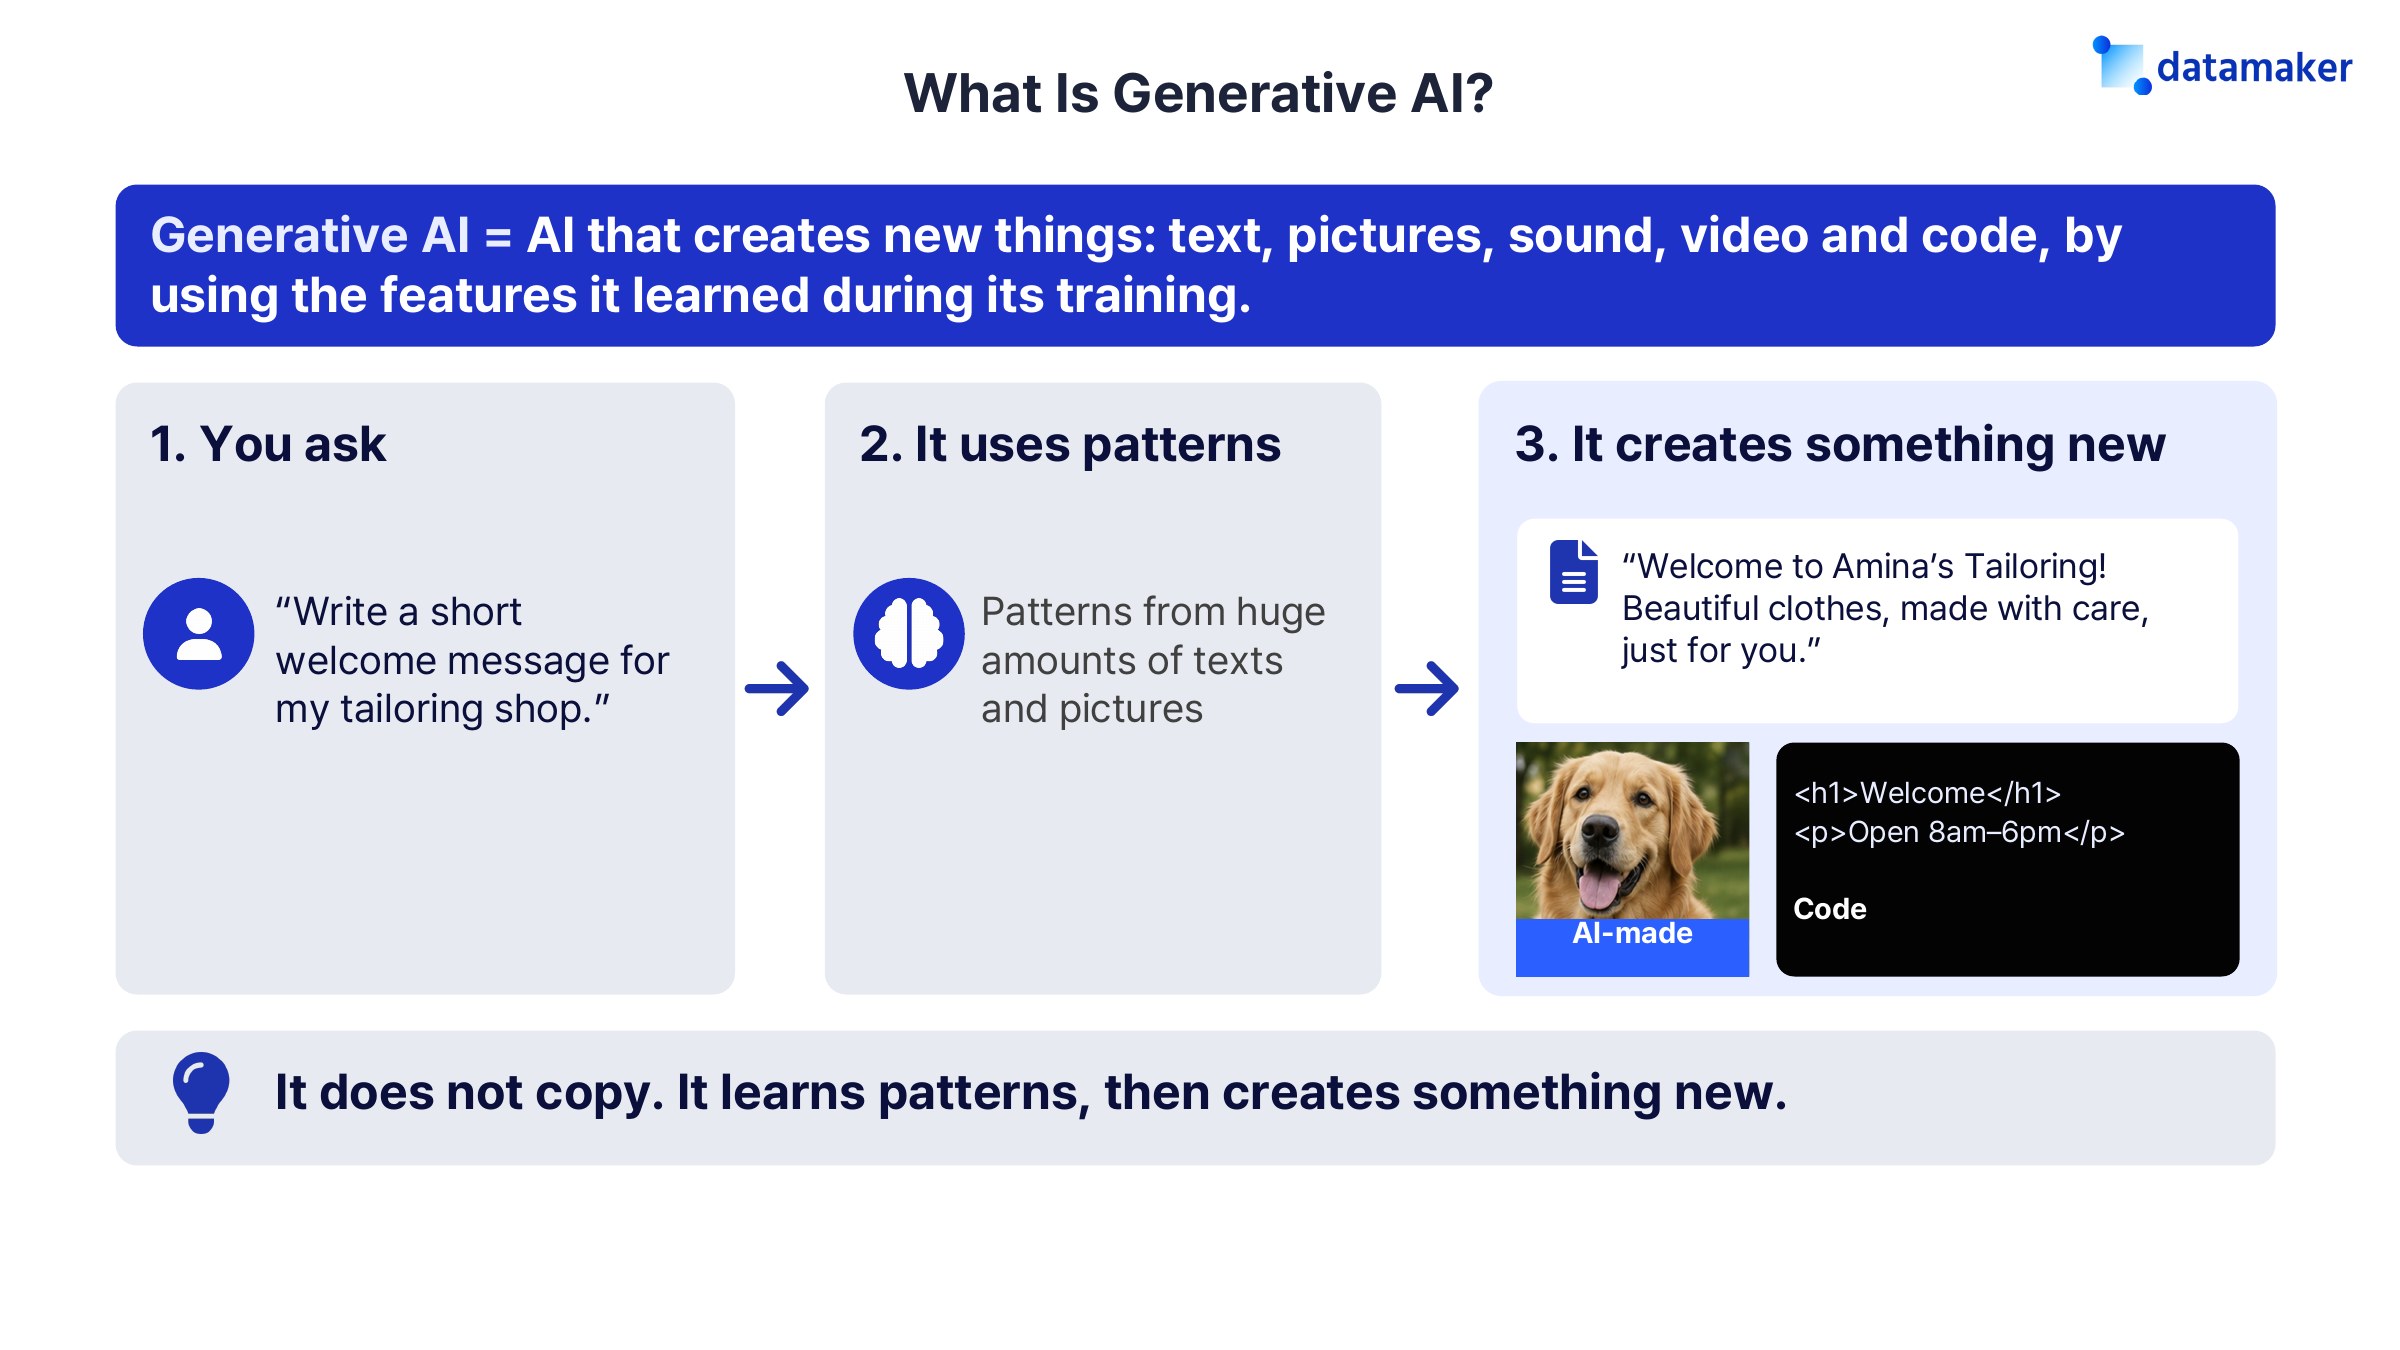 What Is Generative AI?
datamaker
Generative AI = AI that creates new things: text, pictures, sound, video and code, by
using the features it learned during its training.
1. You ask
“Write a short
welcome message for
my tailoring shop.”
2. It uses patterns
Patterns from huge
amounts of texts
and pictures
3. It creates something new
“Welcome to Amina’s Tailoring!
Beautiful clothes, made with care,
just for you.”
AI-made
<h1>Welcome</h1>
<p>Open 8am–6pm</p>
Code
It does not copy. It learns patterns, then creates something new.